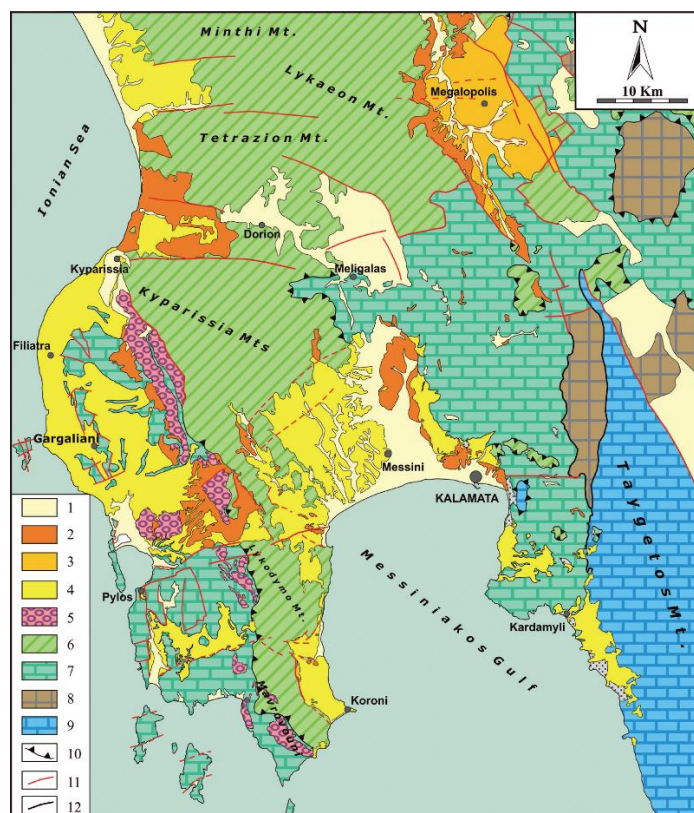 Minthi Mt.
N
10 Km
Lykaeon Mt.
Megalopolis
Tetrazion Mt.
Ionian Sea
Dorion
Kyparissia
Meligalas
Kyparissia Mts
Filiatra
Gargaliani
Messini
KALAMATA
Taygetos Mt.
1
2
3
4
5
6
7
8
9
10
11
12
Lykodymo Mt.
Pylos
Messiniakos Gulf
Kardamyli
Koroni